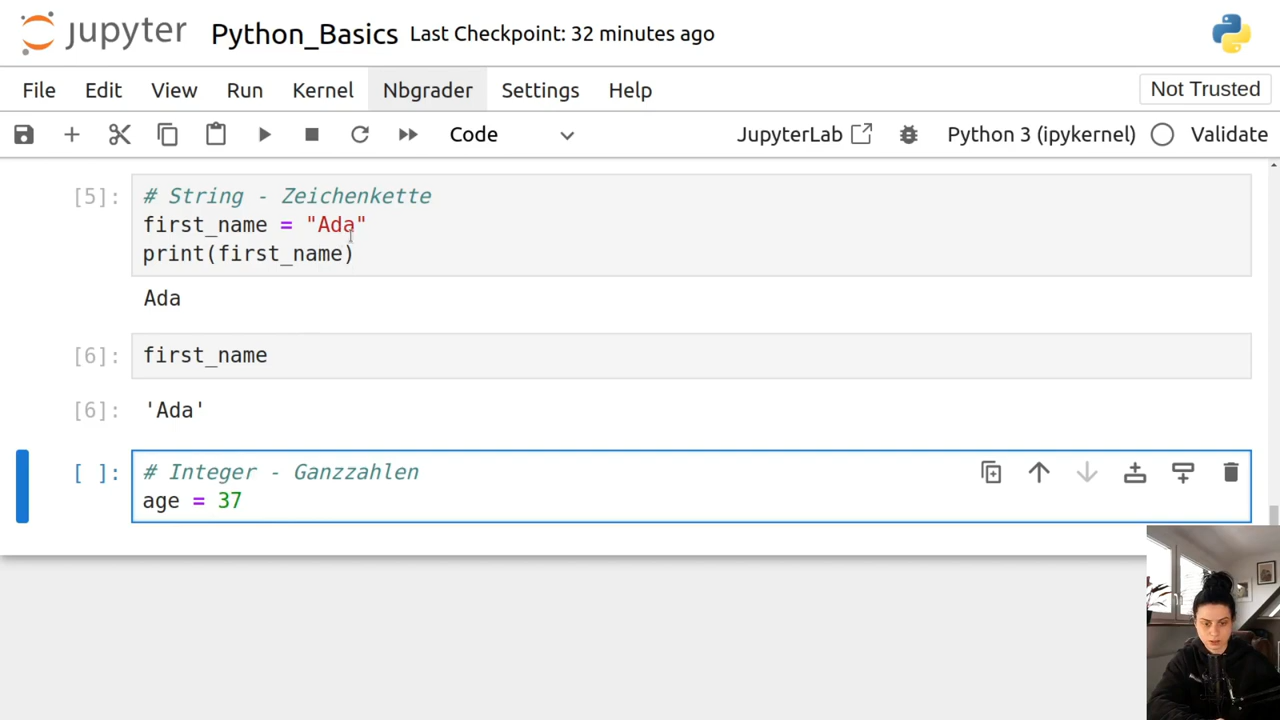 jupyter Python_Basics Last Checkpoint: 32 minutes ago
File Edit View Run Kernel Nbgrader Settings Help Not Trusted
Code JupyterLab Python 3 (ipykernel) Validate
[5]: # String - Zeichenkette
first_name = "Ada"
print(first_name)
Ada
[6]: first_name
[6]: 'Ada'
[ ]: # Integer - Ganzzahlen
age = 37